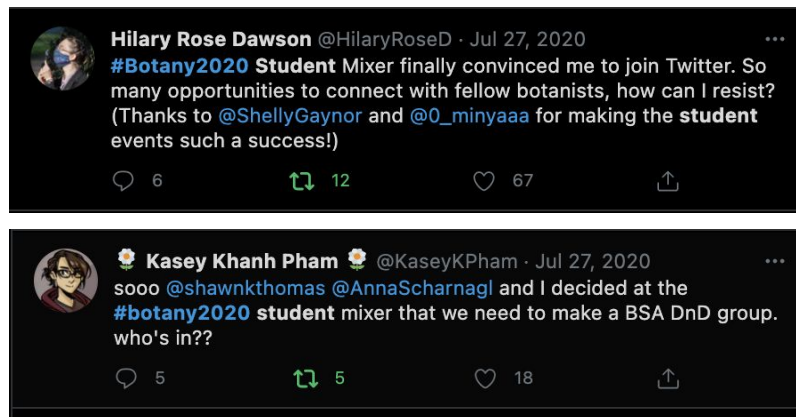 Hilary Rose Dawson @HilaryRoseD · Jul 27, 2020
#Botany2020 Student Mixer finally convinced me to join Twitter. So
many opportunities to connect with fellow botanists, how can I resist?
(Thanks to @ShellyGaynor and @0_minyaaa for making the student
events such a success!)
6 12 67
🌼 Kasey Khanh Pham 🌼 @KaseyKPham · Jul 27, 2020
sooo @shawnkthomas @AnnaScharnagl and I decided at the
#botany2020 student mixer that we need to make a BSA DnD group.
who's in??
5 5 18